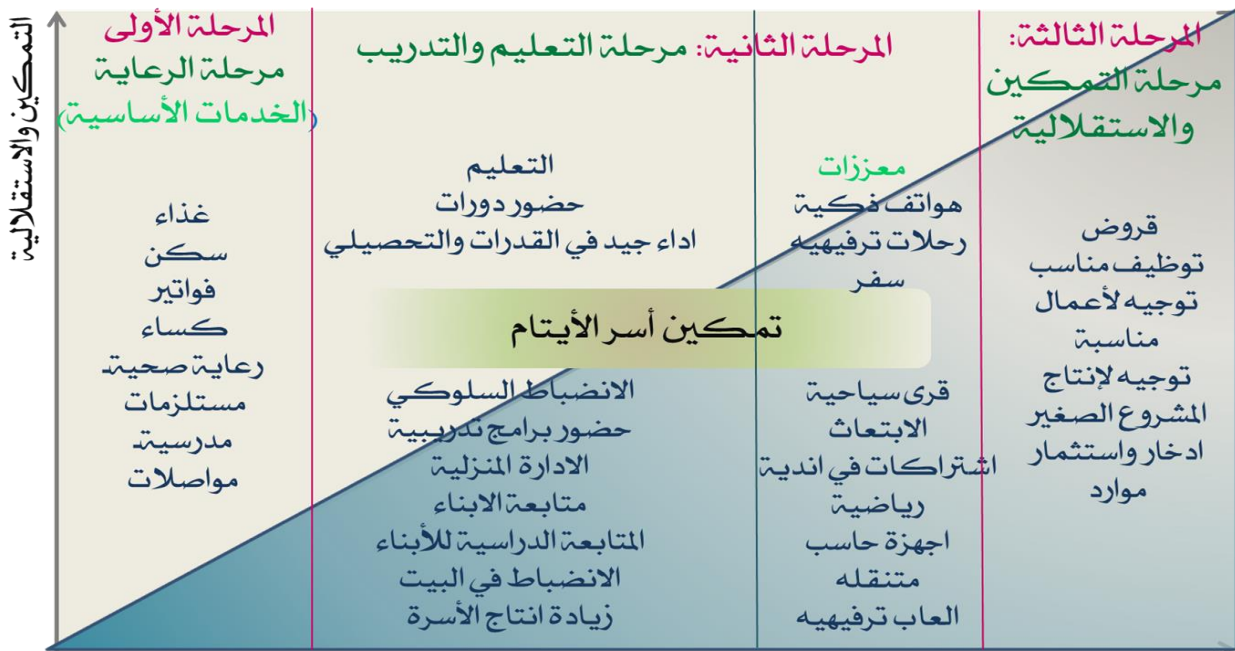 التمكين والاستقلالية
المرحلة الأولى
مرحلة الرعاية
(الخدمات الأساسية)
غذاء
سكن
فواتير
كساء
رعاية صحية
مستلزمات
مدرسية
مواصلات
المرحلة الثانية: مرحلة التعليم والتدريب
التعليم
حضور دورات
اداء جيد في القدرات والتحصيلي
تمكين أسر الأيتام
الانضباط السلوكي
حضور برامج تدريبية
الادارة المنزلية
متابعة الابناء
المتابعة الدراسية للأبناء
الانضباط في البيت
زيادة انتاج الأسرة
معززات
هواتف ذكية
رحلات ترفيهيه
سفر
قرى سياحية
الابتعاث
اشتراكات في اندية
رياضية
اجهزة حاسب
متنقله
العاب ترفيهيه
المرحلة الثالثة:
مرحلة التمكين
والاستقلالية
قروض
توظيف مناسب
توجيه لأعمال
مناسبة
توجيه لإنتاج
المشروع الصغير
ادخار واستثمار
موارد